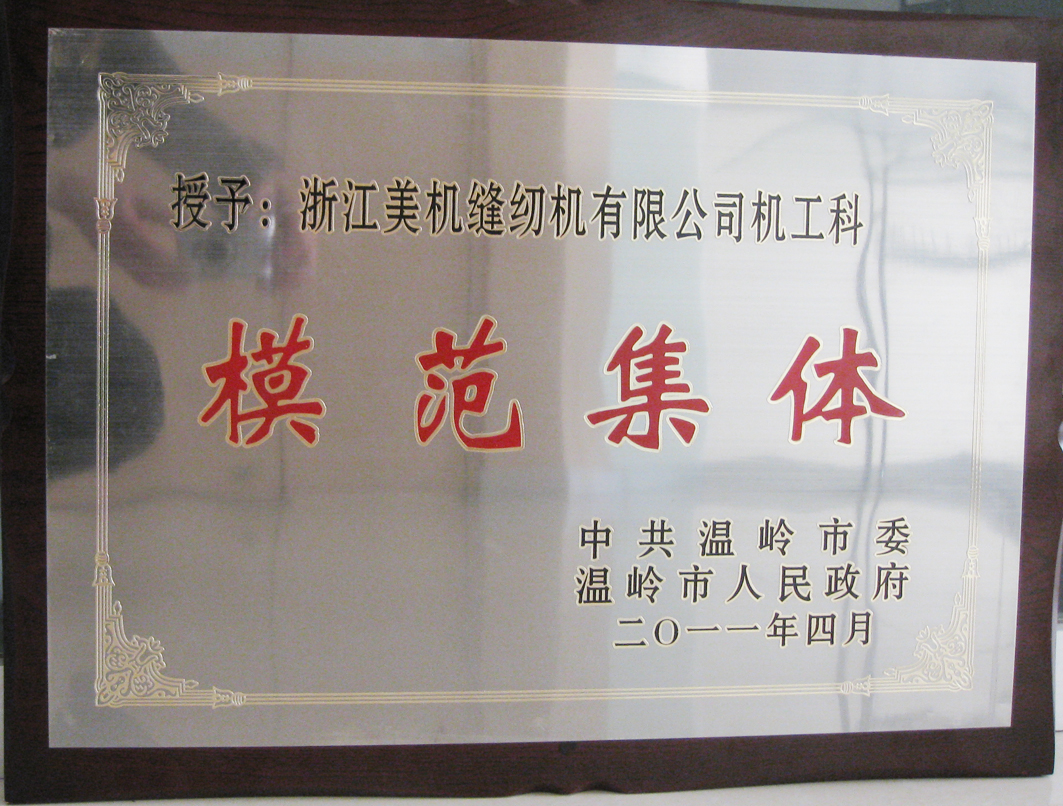 授予：浙江美机缝纫机有限公司机工科
模范集体
中共温岭市委
温岭市人民政府
二〇一一年四月